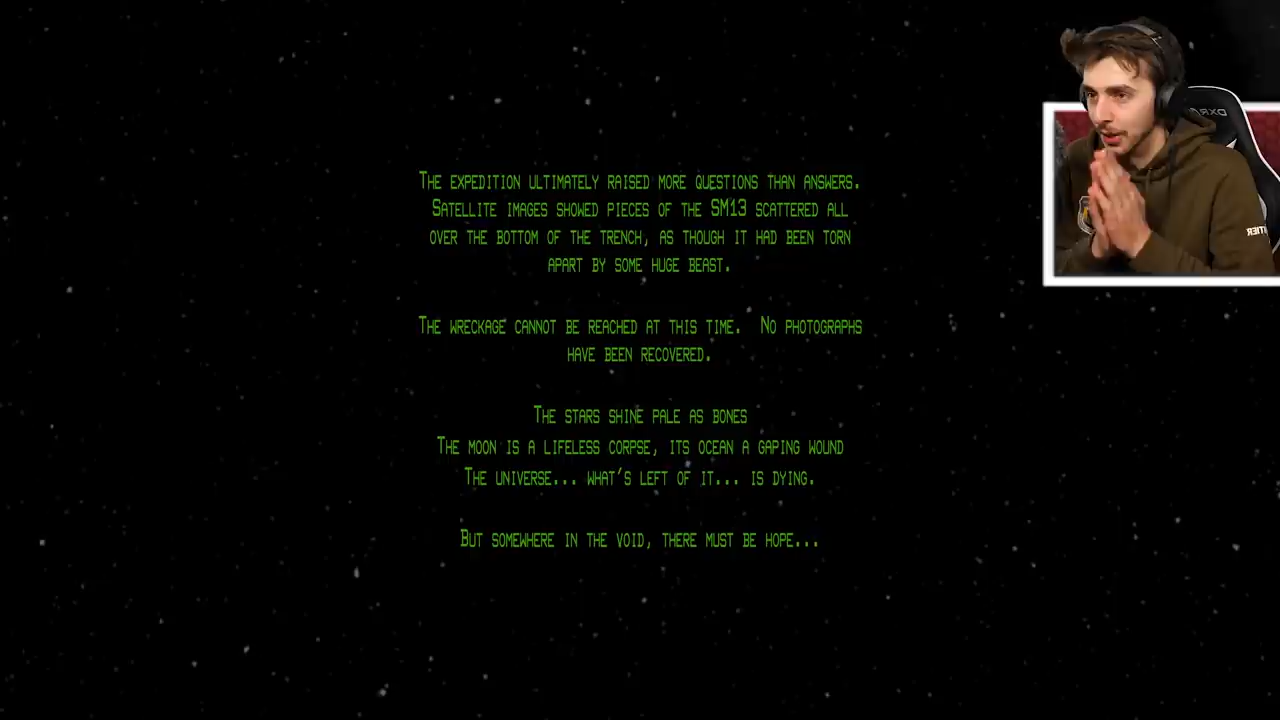 The expedition ultimately raised more questions than answers.
Satellite images showed pieces of the SM13 scattered all
over the bottom of the trench, as though it had been torn
apart by some huge beast.
The wreckage cannot be reached at this time.  No photographs
have been recovered.
The stars shine pale as bones
The moon is a lifeless corpse, its ocean a gaping wound
The universe... what's left of it... is dying.
But somewhere in the void, there must be hope...